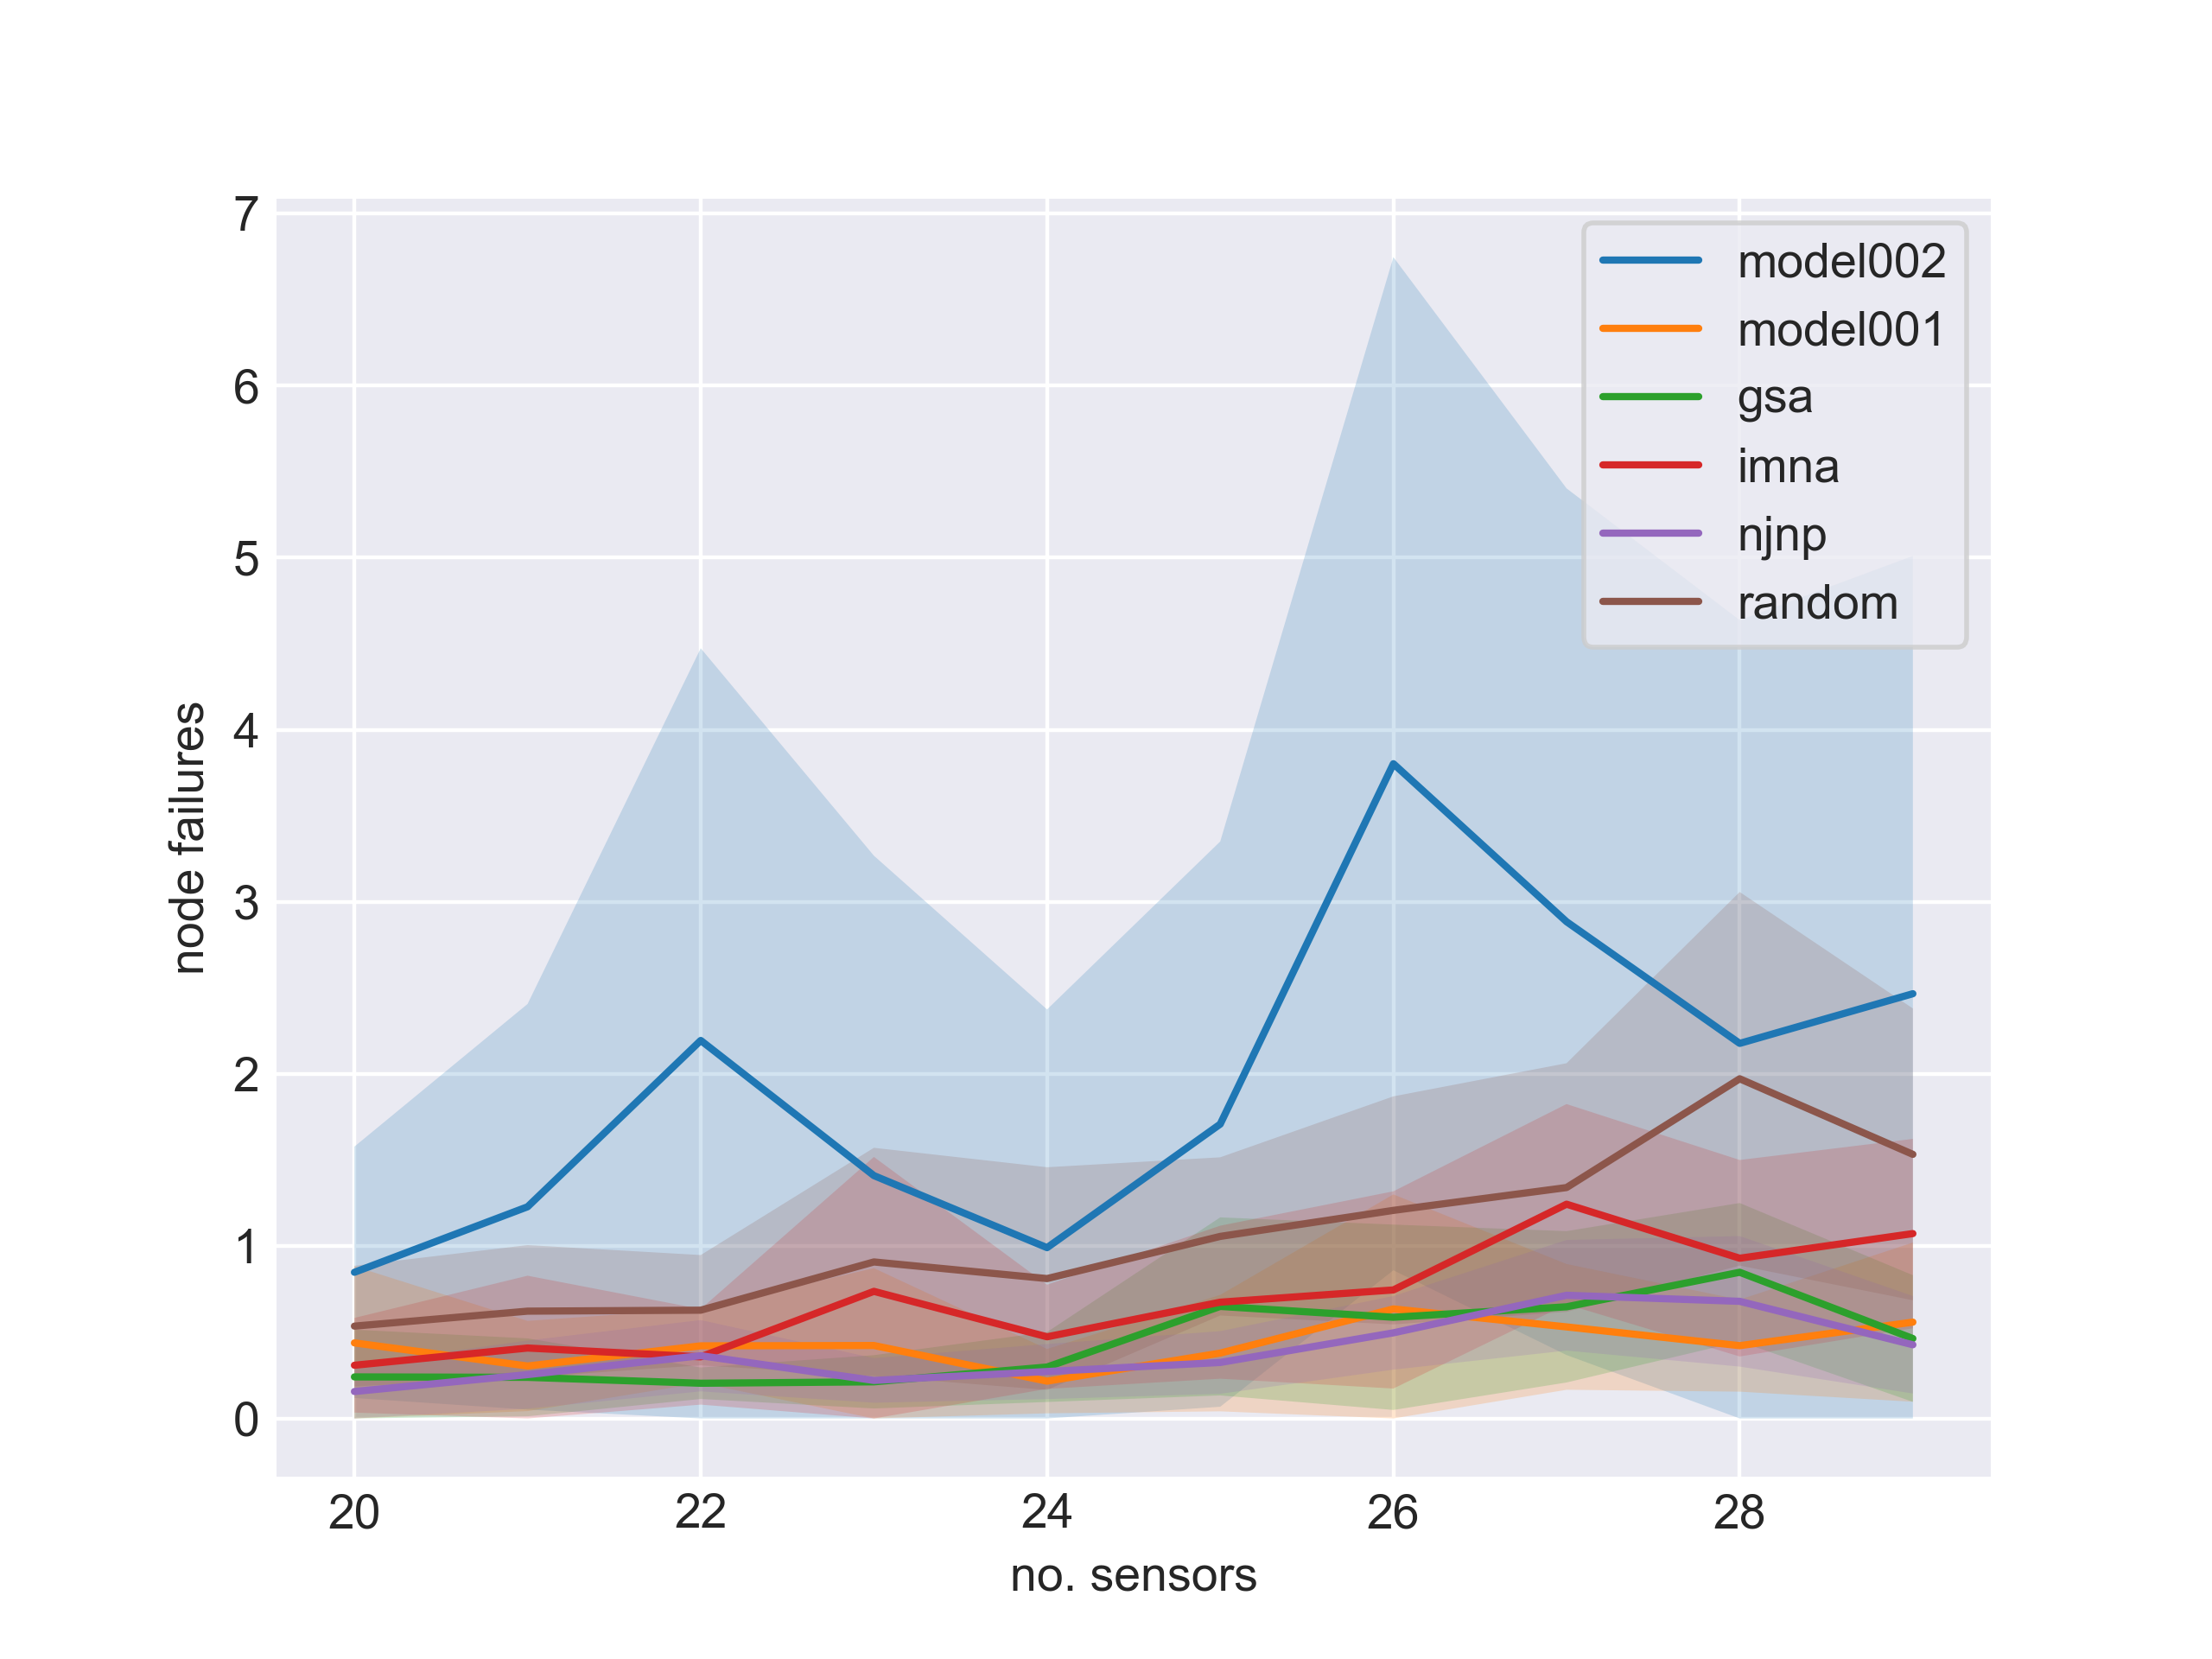 7
6
5
4
3
2
1
0
node failures
20 22 24 26 28
no. sensors
model002
model001
gsa
imna
njnp
random